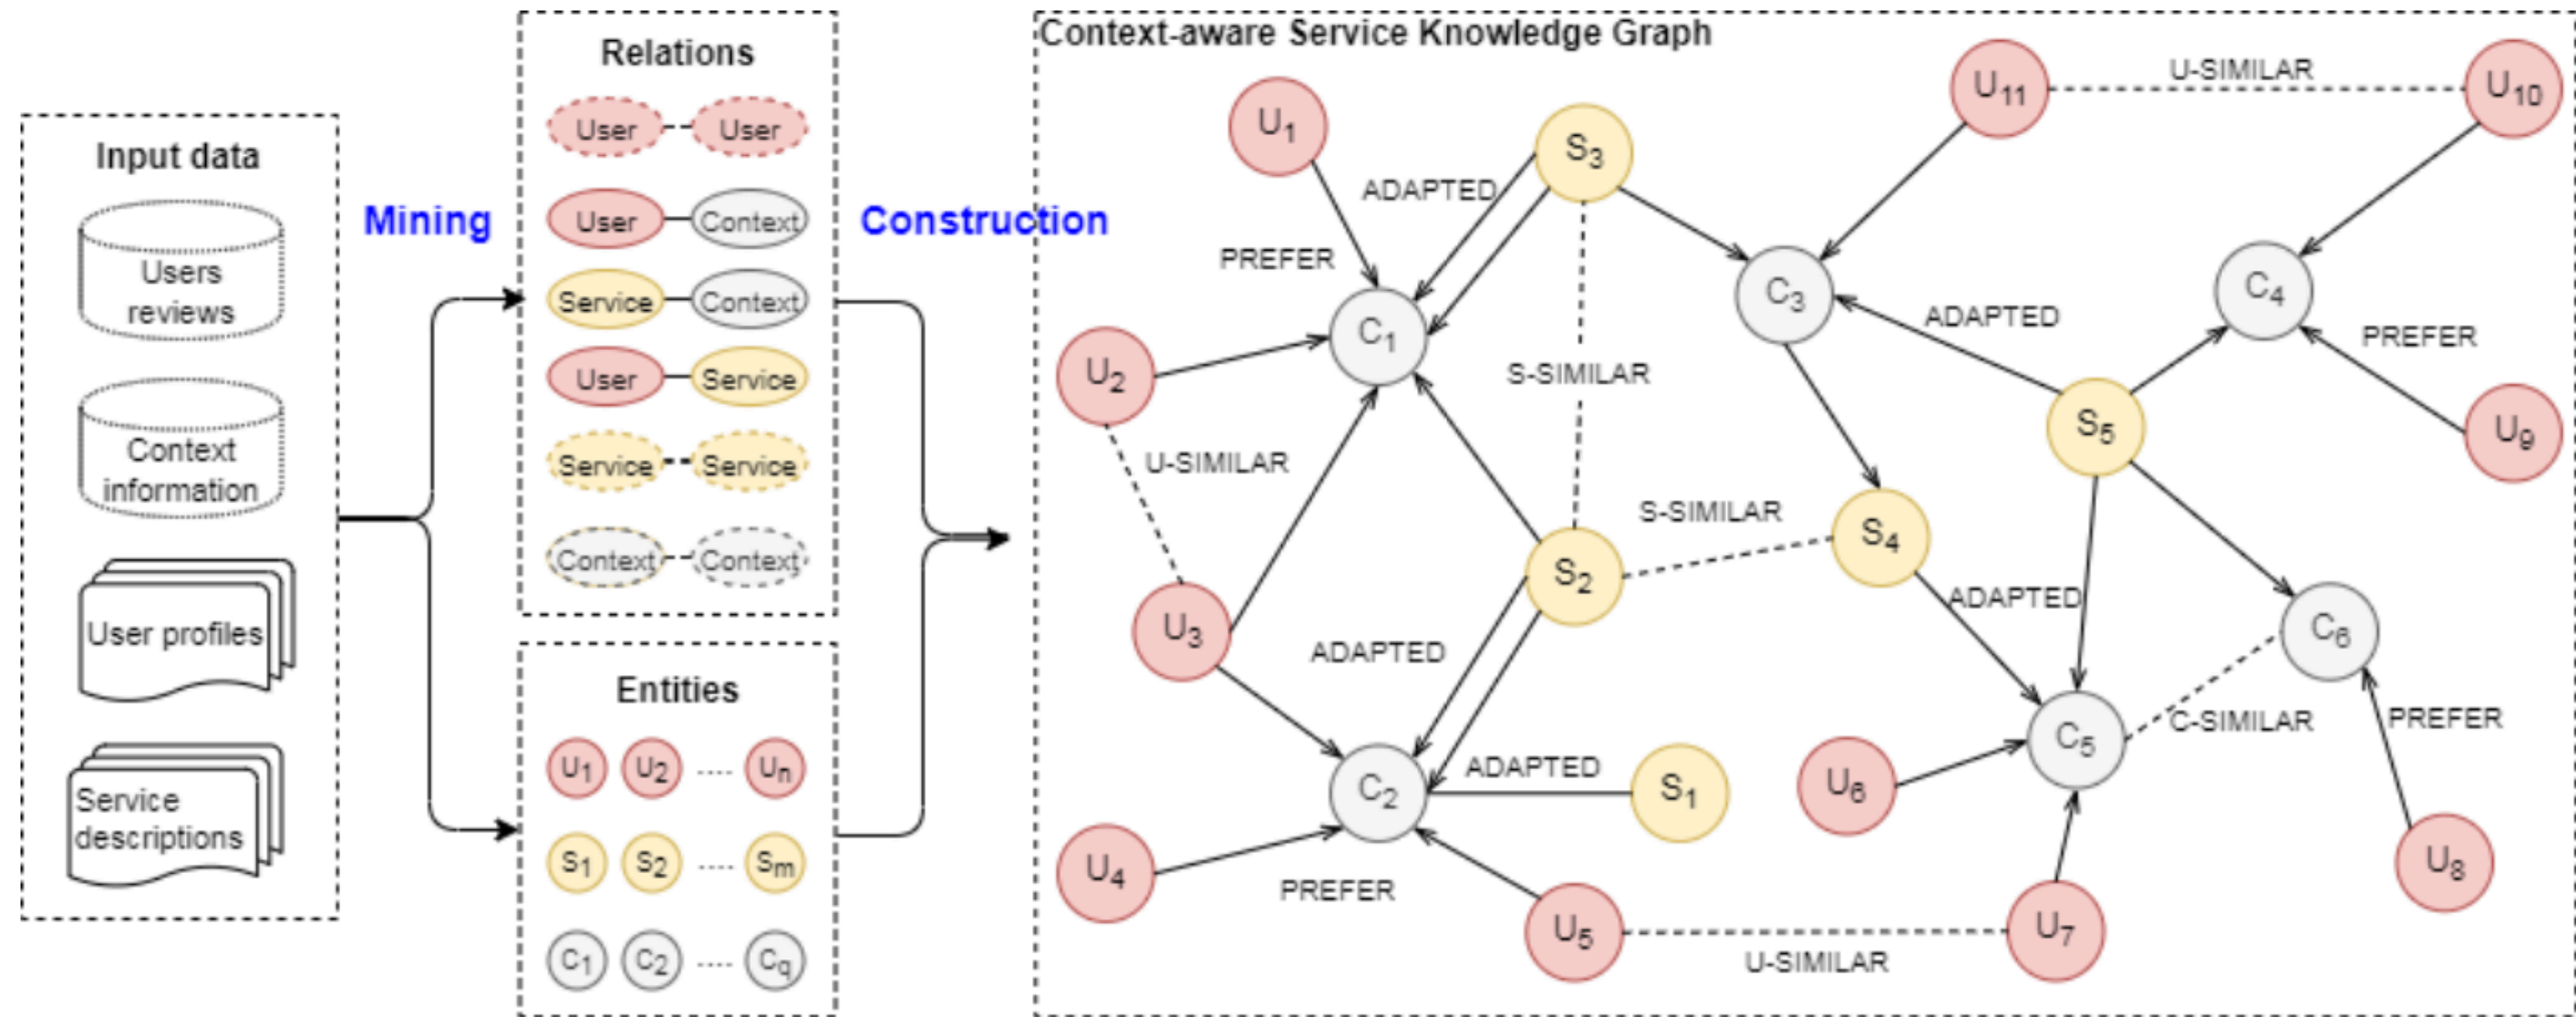 Input data
Users
reviews
Context
information
User profiles
Service
descriptions
Mining
Relations
User User
User Context
Service Context
User Service
Service Service
Context Context
Entities
U1 U2 .... Un
S1 S2 .... Sm
C1 C2 .... Cq
Construction
Context-aware Service Knowledge Graph
U1
S3
U11
U-SIMILAR
U10
ADAPTED
PREFER
C1
C3
C4
ADAPTED
PREFER
U2
S-SIMILAR
S5
U9
U-SIMILAR
S-SIMILAR
S4
S2
U3
ADAPTED
ADAPTED
C6
C-SIMILAR
PREFER
C5
C2
ADAPTED
S1
U6
U4
PREFER
U8
U5
U-SIMILAR
U7